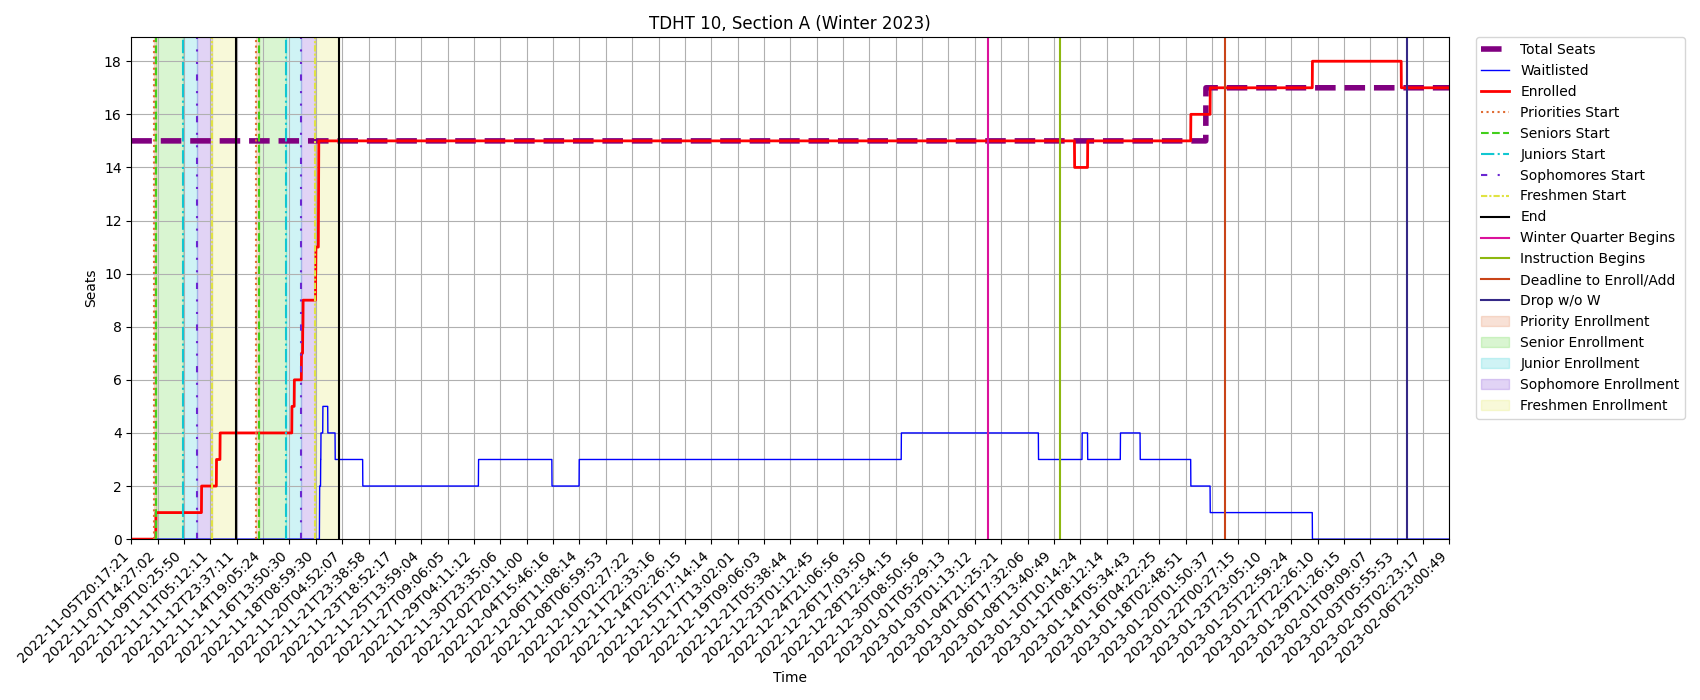 TDHT 10, Section A (Winter 2023)
Total Seats
Waitlisted
Enrolled
Priorities Start
Seniors Start
Juniors Start
Sophomores Start
Freshmen Start
End
Winter Quarter Begins
Instruction Begins
Deadline to Enroll/Add
Drop w/o W
Priority Enrollment
Senior Enrollment
Junior Enrollment
Sophomore Enrollment
Freshmen Enrollment
Seats
18
16
14
12
10
8
6
4
2
0
2022-11-05T20:17:21
2022-11-07T14:27:02
2022-11-09T10:25:50
2022-11-11T05:12:11
2022-11-12T23:37:11
2022-11-14T19:05:24
2022-11-16T13:50:30
2022-11-18T08:59:30
2022-11-20T04:52:07
2022-11-21T23:38:58
2022-11-23T18:52:17
2022-11-25T13:59:04
2022-11-27T09:06:05
2022-11-29T04:11:12
2022-11-30T23:35:06
2022-12-02T20:11:00
2022-12-04T15:46:16
2022-12-06T11:08:14
2022-12-08T06:59:53
2022-12-10T02:27:22
2022-12-11T22:33:16
2022-12-14T02:26:15
2022-12-15T17:14:14
2022-12-17T13:02:01
2022-12-19T09:06:03
2022-12-21T05:38:44
2022-12-23T01:12:45
2022-12-24T21:06:56
2022-12-26T17:03:50
2022-12-28T12:54:15
2022-12-30T08:50:56
2023-01-01T05:29:13
2023-01-03T01:13:12
2023-01-04T21:25:21
2023-01-06T17:32:06
2023-01-08T13:40:49
2023-01-10T10:14:24
2023-01-12T08:12:14
2023-01-14T05:34:43
2023-01-16T04:22:25
2023-01-18T02:48:51
2023-01-20T01:50:37
2023-01-22T00:27:15
2023-01-23T23:05:10
2023-01-25T22:59:24
2023-01-27T22:26:10
2023-01-29T21:26:15
2023-02-01T09:09:07
2023-02-03T05:55:53
2023-02-05T02:23:17
2023-02-06T23:00:49
Time